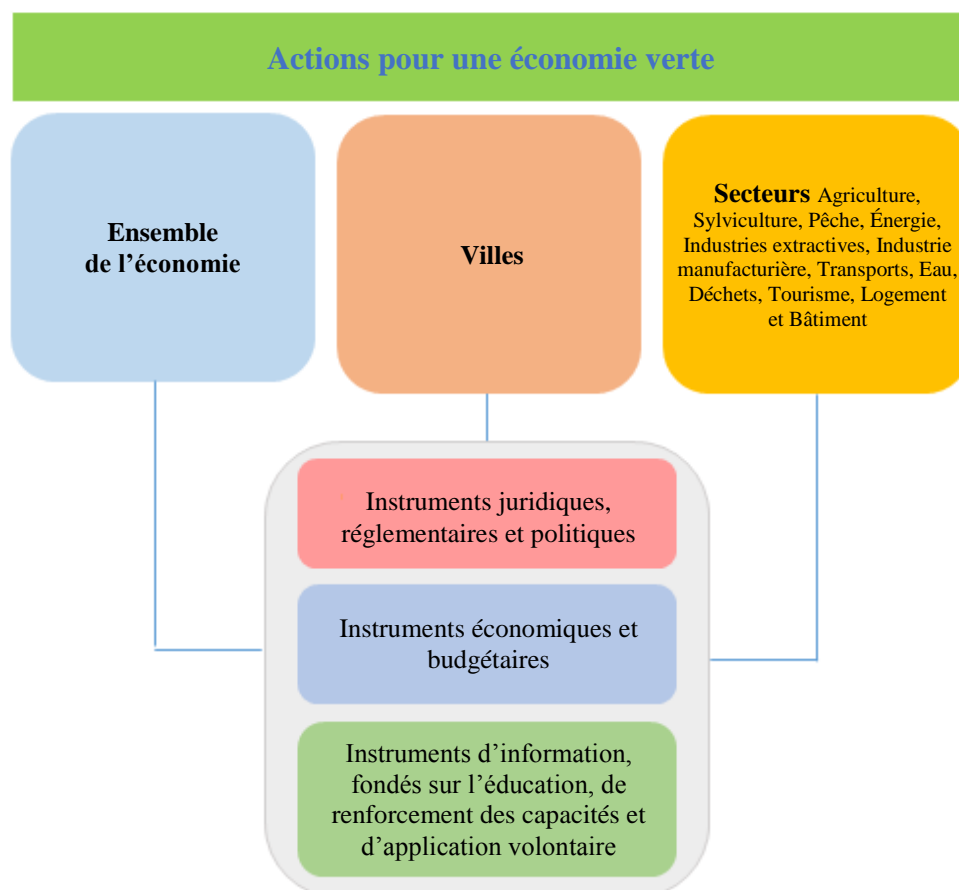 Actions pour une économie verte
Ensemble
de l’économie
Villes
Secteurs Agriculture,
Sylviculture, Pêche, Énergie,
Industries extractives, Industrie
manufacturière, Transports, Eau,
Déchets, Tourisme, Logement
et Bâtiment
Instruments juridiques,
réglementaires et politiques
Instruments économiques et
budgétaires
Instruments d’information,
fondés sur l’éducation, de
renforcement des capacités et
d’application volontaire